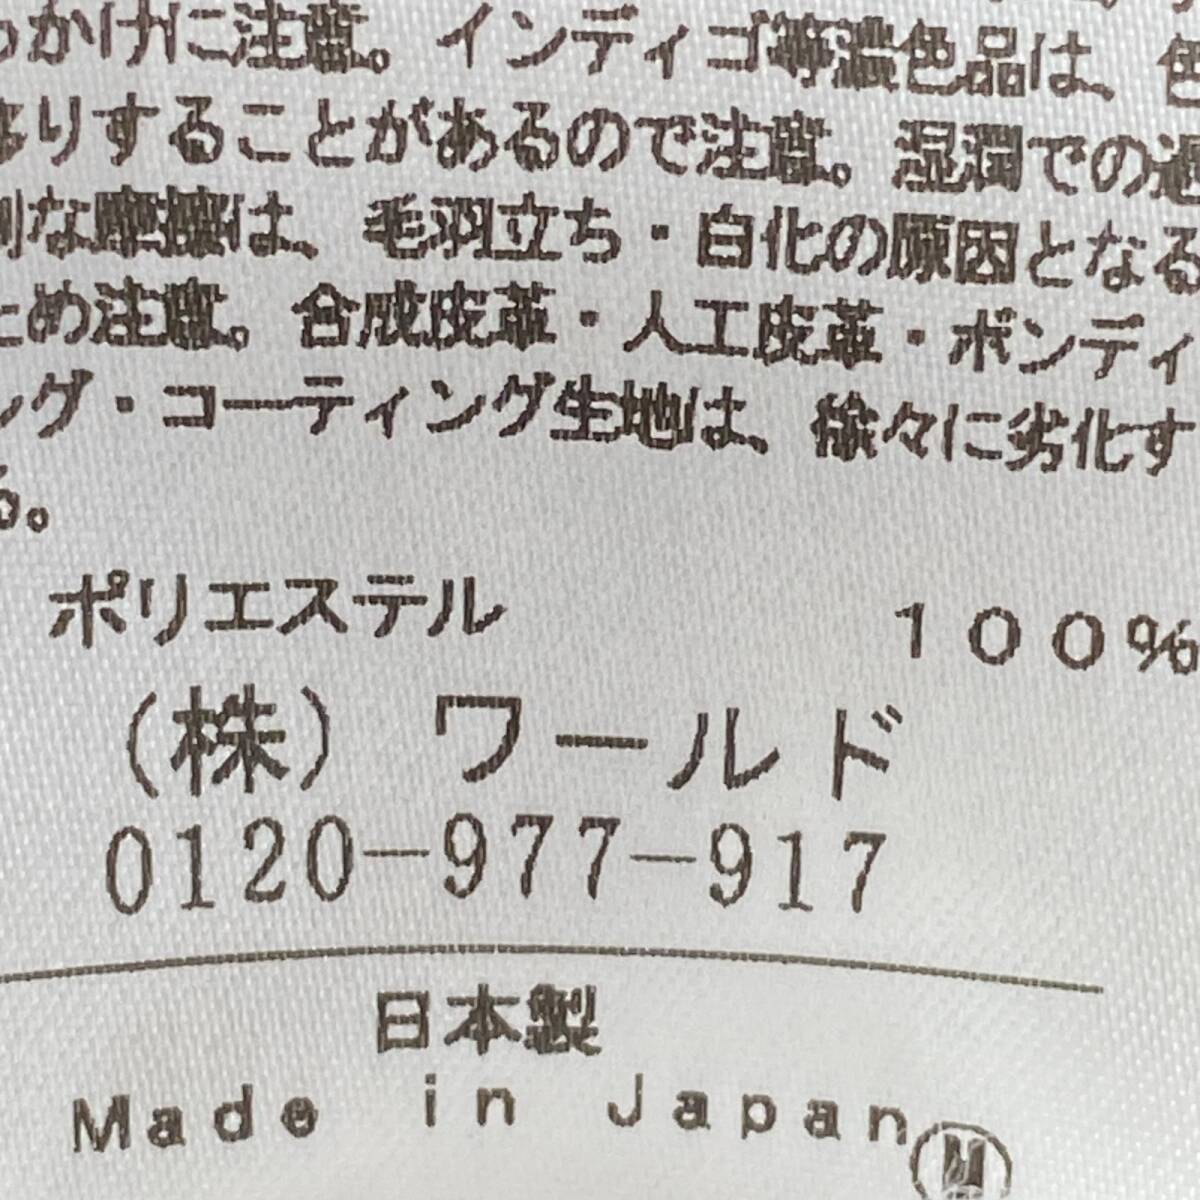 っかけに注意。インディゴ等濃色品は、色
移りすることがあるので注意。湿潤での過
剰な摩擦は、毛羽立ち・白化の原因となる
ため注意。合成皮革・人工皮革・ボンディ
ング・コーティング生地は、徐々に劣化す
る。
ポリエステル 100%
(株)ワールド
0120-977-917
日本製
Made in Japan